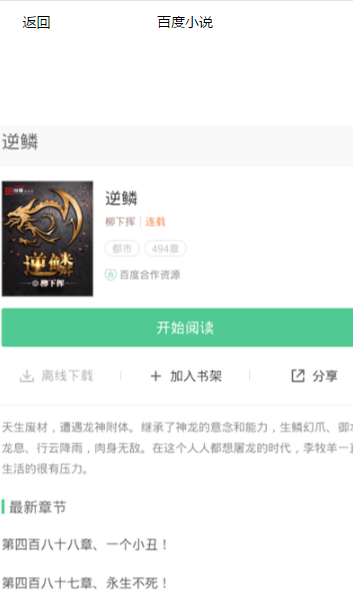 返回 百度小说
逆鳞
逆鳞
柳下挥 | 连载
都市 494章
百度合作资源
逆鳞
柳下挥
开始阅读
离线下载 加入书架 分享
天生废材，遭遇龙神附体。继承了神龙的意念和能力，生鳞幻爪、御水
龙息、行云降雨，肉身无敌。在这个人人都想屠龙的时代，李牧羊一直
生活的很有压力。
最新章节
第四百八十八章、一个小丑！
第四百八十七章、永生不死！